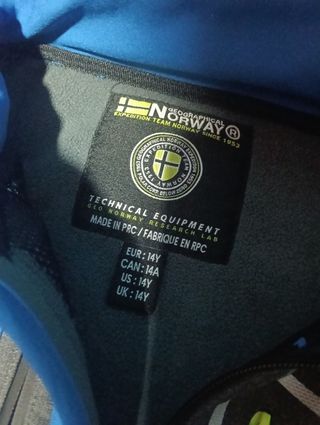 GEOGRAPHICAL
NORWAY®
EXPEDITION TEAM NORWAY SINCE 1953
TECHNICAL EQUIPMENT
GEO NORWAY RESEARCH LAB
MADE IN PRC / FABRIQUE EN RPC
EUR : 14Y
CAN : 14A
US : 14Y
UK : 14Y